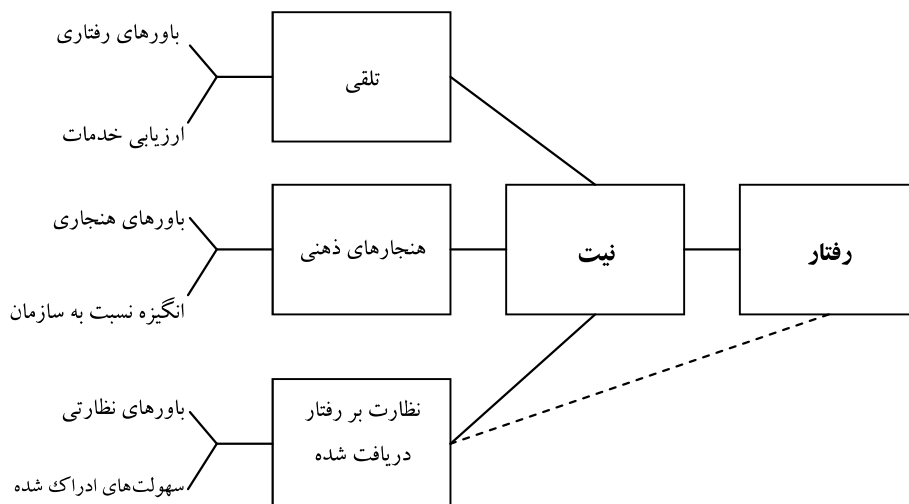 باورهای رفتاری
تلقی
ارزیابی خدمات
باورهای هنجاری
هنجارهای ذهنی
نیت
رفتار
انگیزه نسبت به سازمان
باورهای نظارتی
نظارت بر رفتار
دریافت شده
سهولت‌های ادراک شده